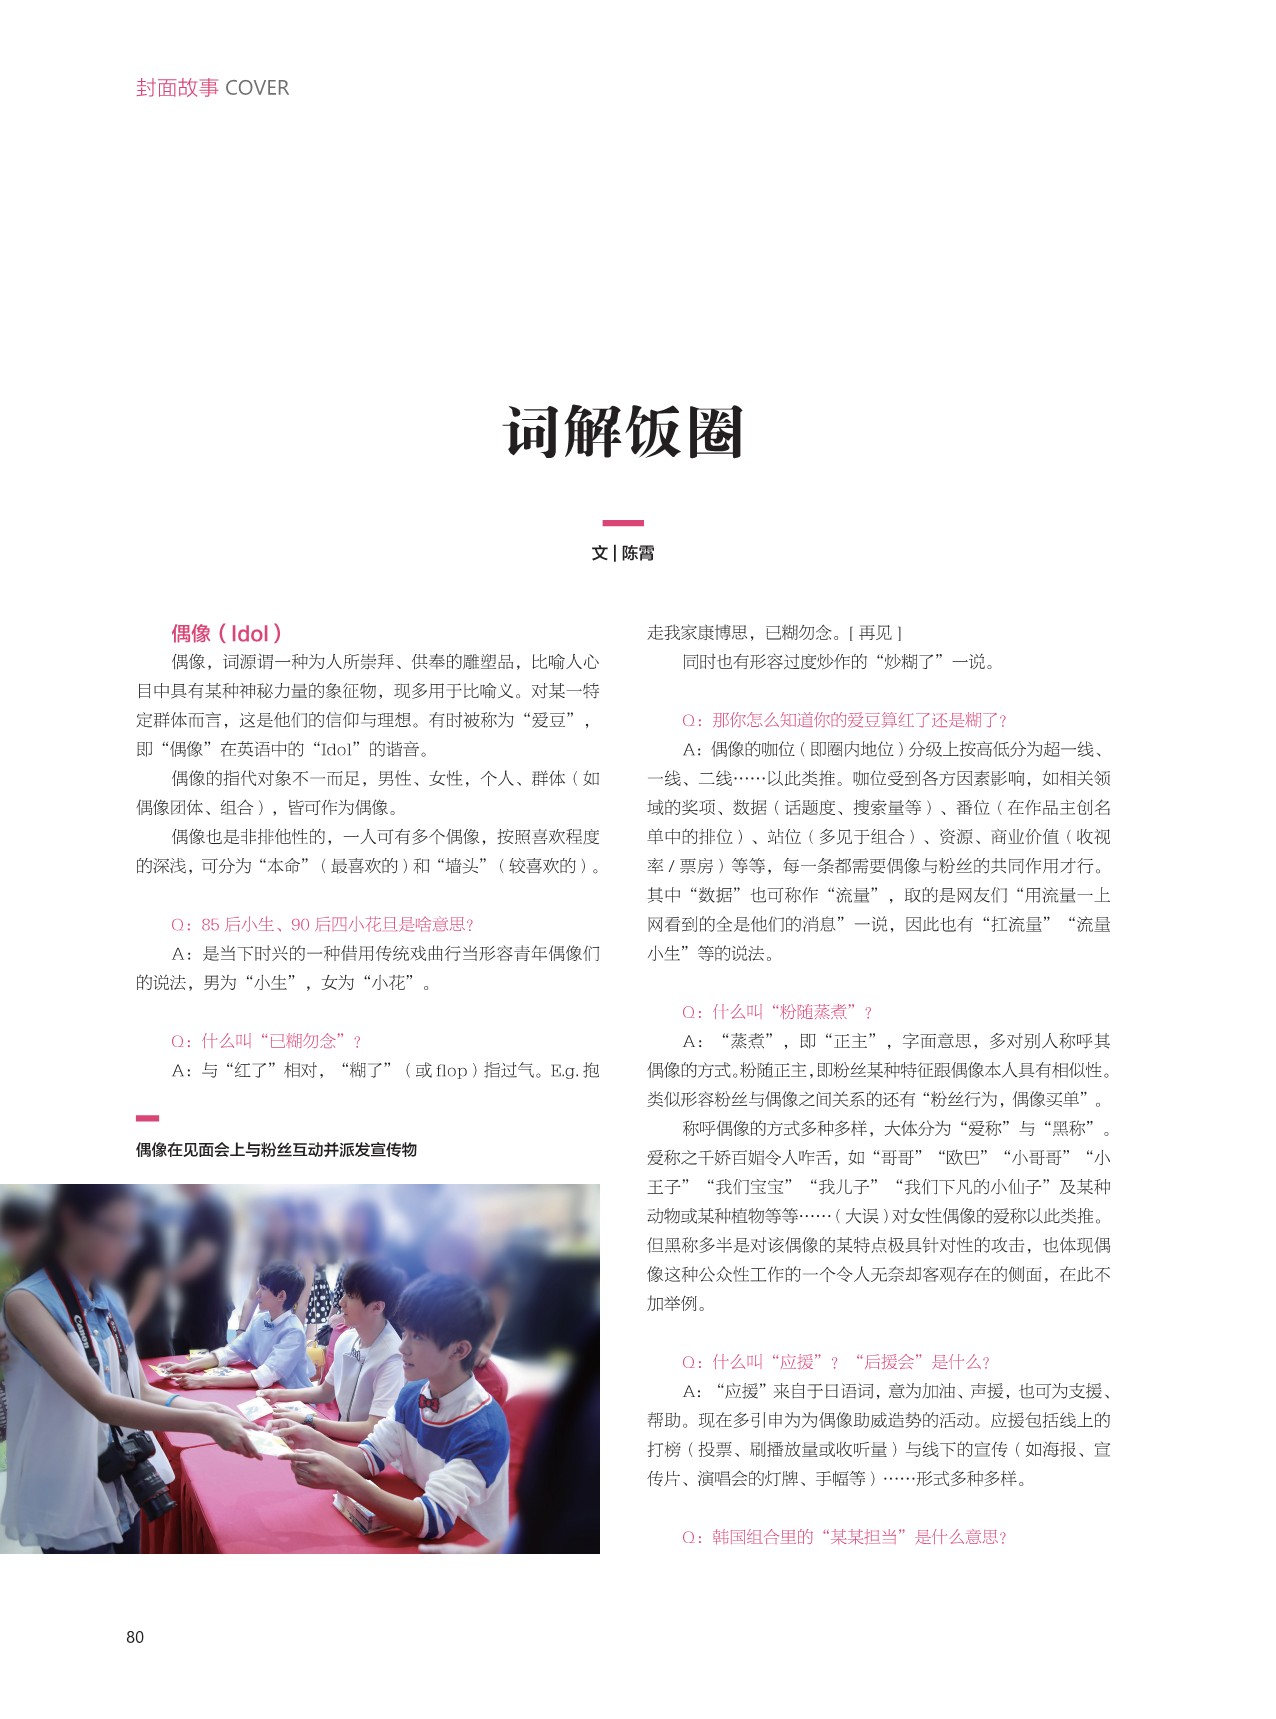 封面故事 COVER
词解饭圈
文 | 陈霄
偶像（Idol）
偶像，词源谓一种为人所崇拜、供奉的雕塑品，比喻人心
目中具有某种神秘力量的象征物，现多用于比喻义。对某一特
定群体而言，这是他们的信仰与理想。有时被称为“爱豆”，
即“偶像”在英语中的“Idol”的谐音。
偶像的指代对象不一而足，男性、女性，个人、群体（如
偶像团体、组合），皆可作为偶像。
偶像也是非排他性的，一人可有多个偶像，按照喜欢程度
的深浅，可分为“本命”（最喜欢的）和“墙头”（较喜欢的）。
Q：85 后小生、90 后四小花旦是啥意思？
A：是当下时兴的一种借用传统戏曲行当形容青年偶像们
的说法，男为“小生”，女为“小花”。
Q：什么叫“已糊勿念”？
A：与“红了”相对，“糊了”（或 flop）指过气。E.g. 抱
偶像在见面会上与粉丝互动并派发宣传物
Canon
走我家康博思，已糊勿念。[ 再见 ]
同时也有形容过度炒作的“炒糊了”一说。
Q：那你怎么知道你的爱豆算红了还是糊了？
A：偶像的咖位（即圈内地位）分级上按高低分为超一线、
一线、二线……以此类推。咖位受到各方因素影响，如相关领
域的奖项、数据（话题度、搜索量等）、番位（在作品主创名
单中的排位）、站位（多见于组合）、资源、商业价值（收视
率 / 票房）等等，每一条都需要偶像与粉丝的共同作用才行。
其中“数据”也可称作“流量”，取的是网友们“用流量一上
网看到的全是他们的消息”一说，因此也有“扛流量”“流量
小生”等的说法。
Q：什么叫“粉随蒸煮”？
A：“蒸煮”，即“正主”，字面意思，多对别人称呼其
偶像的方式。粉随正主，即粉丝某种特征跟偶像本人具有相似性。
类似形容粉丝与偶像之间关系的还有“粉丝行为，偶像买单”。
称呼偶像的方式多种多样，大体分为“爱称”与“黑称”。
爱称之千娇百媚令人咋舌，如“哥哥”“欧巴”“小哥哥”“小
王子”“我们宝宝”“我儿子”“我们下凡的小仙子”及某种
动物或某种植物等等……（大误）对女性偶像的爱称以此类推。
但黑称多半是对该偶像的某特点极具针对性的攻击，也体现偶
像这种公众性工作的一个令人无奈却客观存在的侧面，在此不
加举例。
Q：什么叫“应援”？“后援会”是什么？
A：“应援”来自于日语词，意为加油、声援，也可为支援、
帮助。现在多引申为为偶像助威造势的活动。应援包括线上的
打榜（投票、刷播放量或收听量）与线下的宣传（如海报、宣
传片、演唱会的灯牌、手幅等）……形式多种多样。
Q：韩国组合里的“某某担当”是什么意思？
80